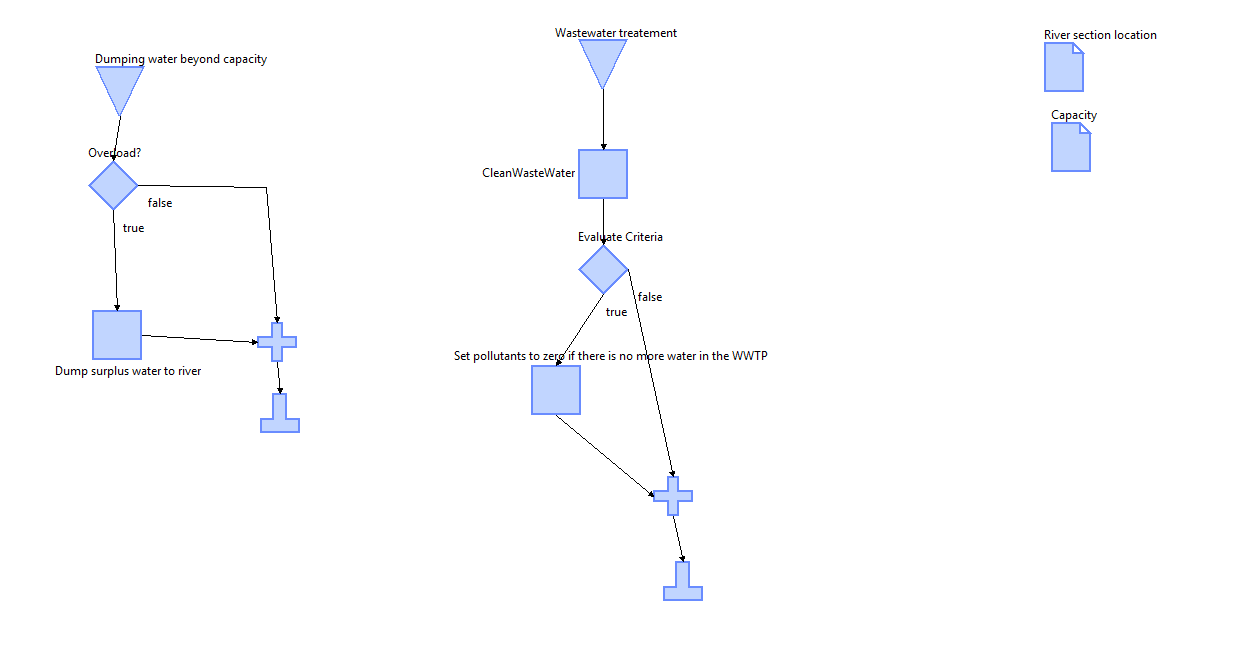 Dumping water beyond capacity
Overload?
false
true
Dump surplus water to river
Wastewater treatement
CleanWasteWater
Evaluate Criteria
false
true
Set pollutants to zero if there is no more water in the WWTP
River section location
Capacity